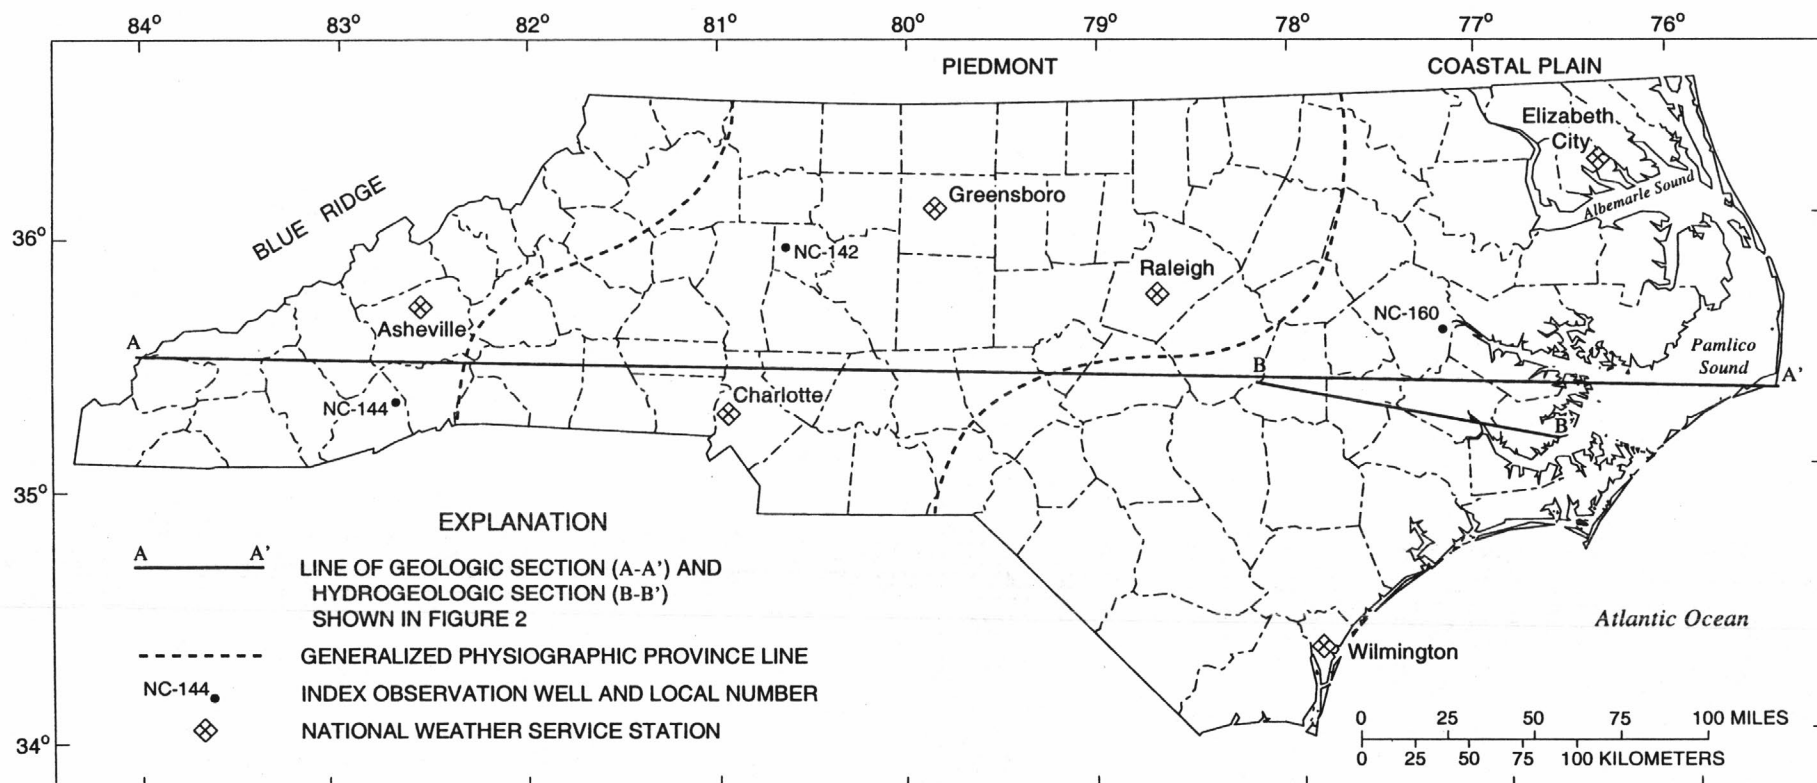 84° 83° 82° 81° 80° 79° 78° 77° 76°
PIEDMONT COASTAL PLAIN
Elizabeth
City
BLUE RIDGE
Albemarle Sound
Greensboro
36°
NC-142
Raleigh
Asheville
NC-160
Pamlico
Sound
A
B
A'
Charlotte
NC-144
B'
35°
EXPLANATION
A A'
LINE OF GEOLOGIC SECTION (A-A') AND
HYDROGEOLOGIC SECTION (B-B')
SHOWN IN FIGURE 2
Atlantic Ocean
GENERALIZED PHYSIOGRAPHIC PROVINCE LINE
Wilmington
NC-144 INDEX OBSERVATION WELL AND LOCAL NUMBER
NATIONAL WEATHER SERVICE STATION
34°
0 25 50 75 100 MILES
0 25 50 75 100 KILOMETERS